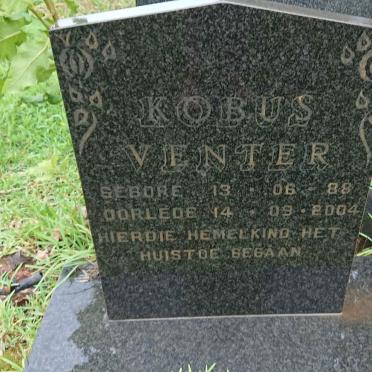 KOBUS
VENTER
GEBORE 13 · 06 - 88
OORLEDE 14 · 09 - 2004
HIERDIE HEMELKIND HET
HUISTOE GEGAAN